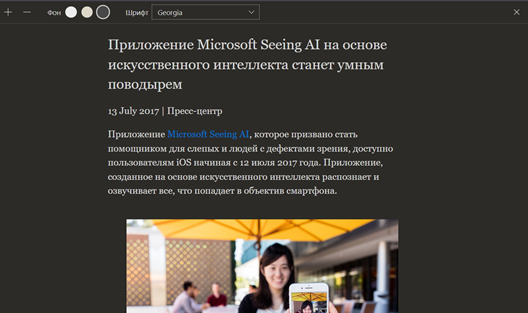 Фон
Шрифт
Georgia
Приложение Microsoft Seeing AI на основе
искусственного интеллекта станет умным
поводырем
13 July 2017 | Пресс-центр
Приложение Microsoft Seeing AI, которое призвано стать
помощником для слепых и людей с дефектами зрения, доступно
пользователям iOS начиная с 12 июля 2017 года. Приложение,
созданное на основе искусственного интеллекта распознает и
озвучивает все, что попадает в объектив смартфона.